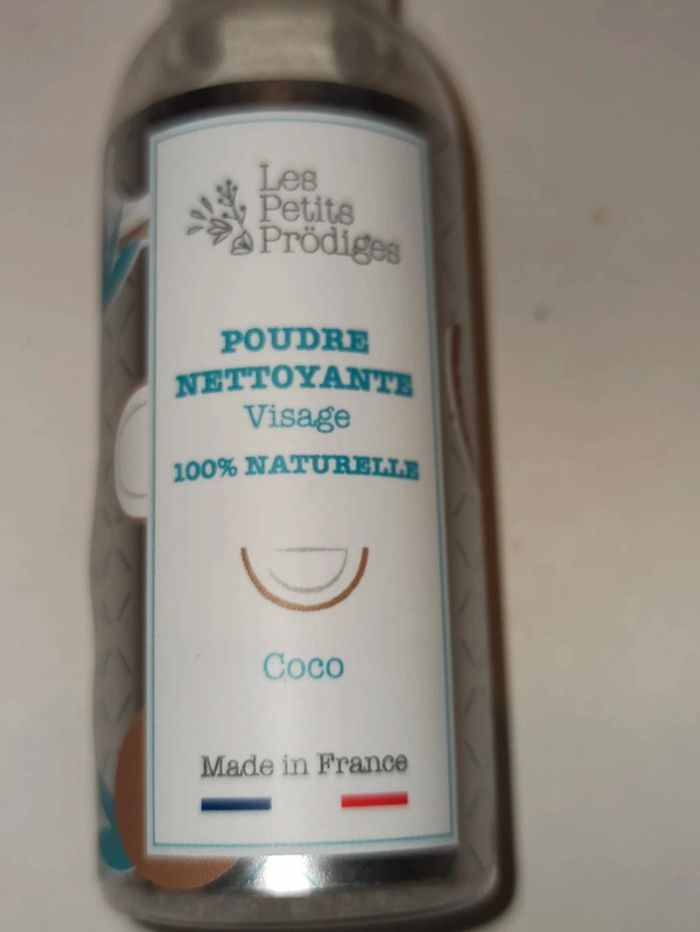 Les
Petits
Prödiges
POUDRE
NETTOYANTE
Visage
100% NATURELLE
Coco
Made in France